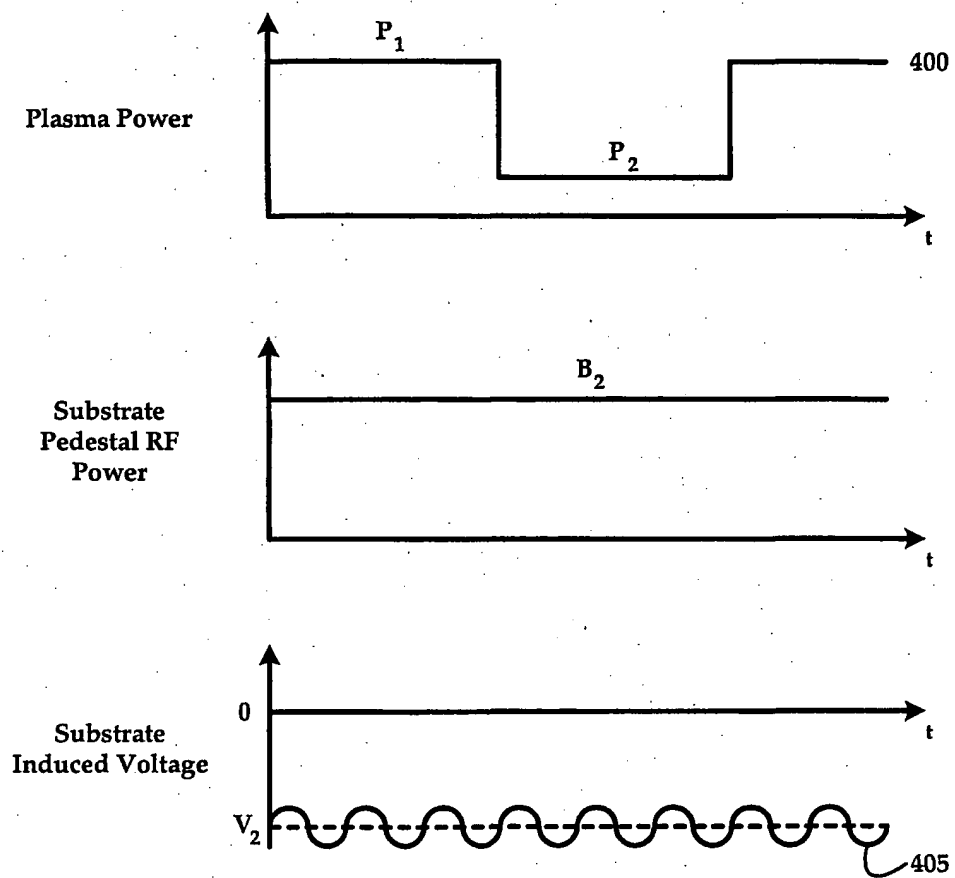 P1
400
Plasma Power
P2
t
B2
Substrate
Pedestal RF
Power
t
0
t
Substrate
Induced Voltage
V2
405